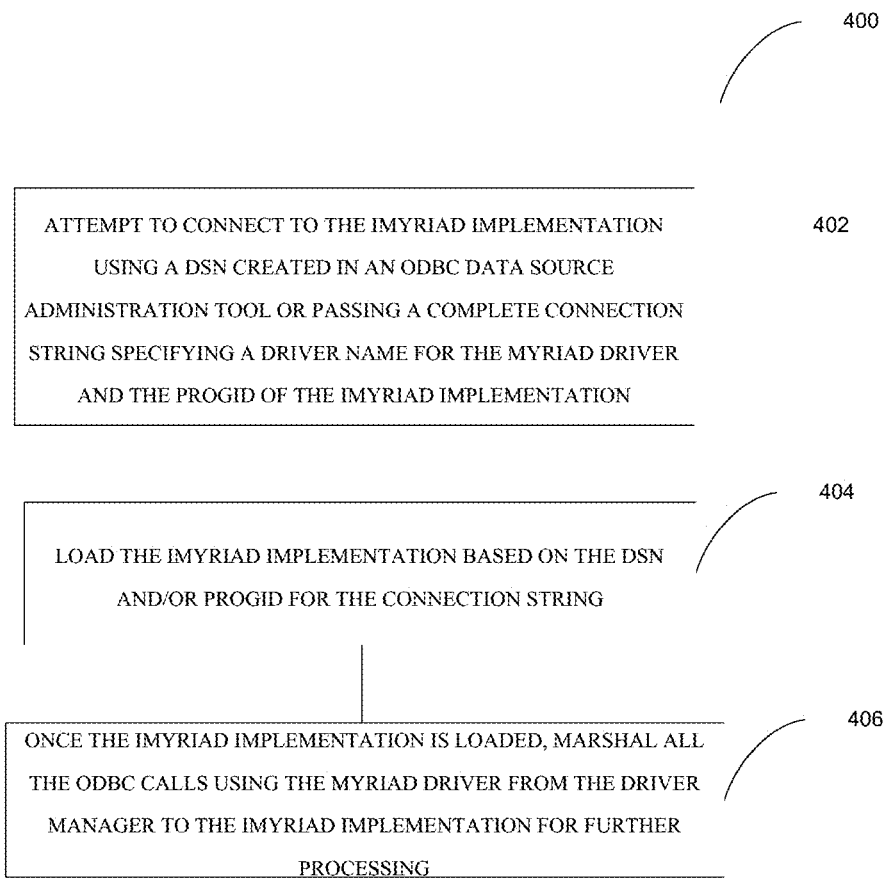 400
ATTEMPT TO CONNECT TO THE IMYRIAD IMPLEMENTATION
402
USING A DSN CREATED IN AN ODBC DATA SOURCE
ADMINISTRATION TOOL OR PASSING A COMPLETE CONNECTION
STRING SPECIFYING A DRIVER NAME FOR THE MYRIAD DRIVER
AND THE PROGID OF THE IMYRIAD IMPLEMENTATION
404
LOAD THE IMYRIAD IMPLEMENTATION BASED ON THE DSN
AND/OR PROGID FOR THE CONNECTION STRING
406
ONCE THE IMYRIAD IMPLEMENTATION IS LOADED, MARSHAL ALL
THE ODBC CALLS USING THE MYRIAD DRIVER FROM THE DRIVER
MANAGER TO THE IMYRIAD IMPLEMENTATION FOR FURTHER
PROCESSING